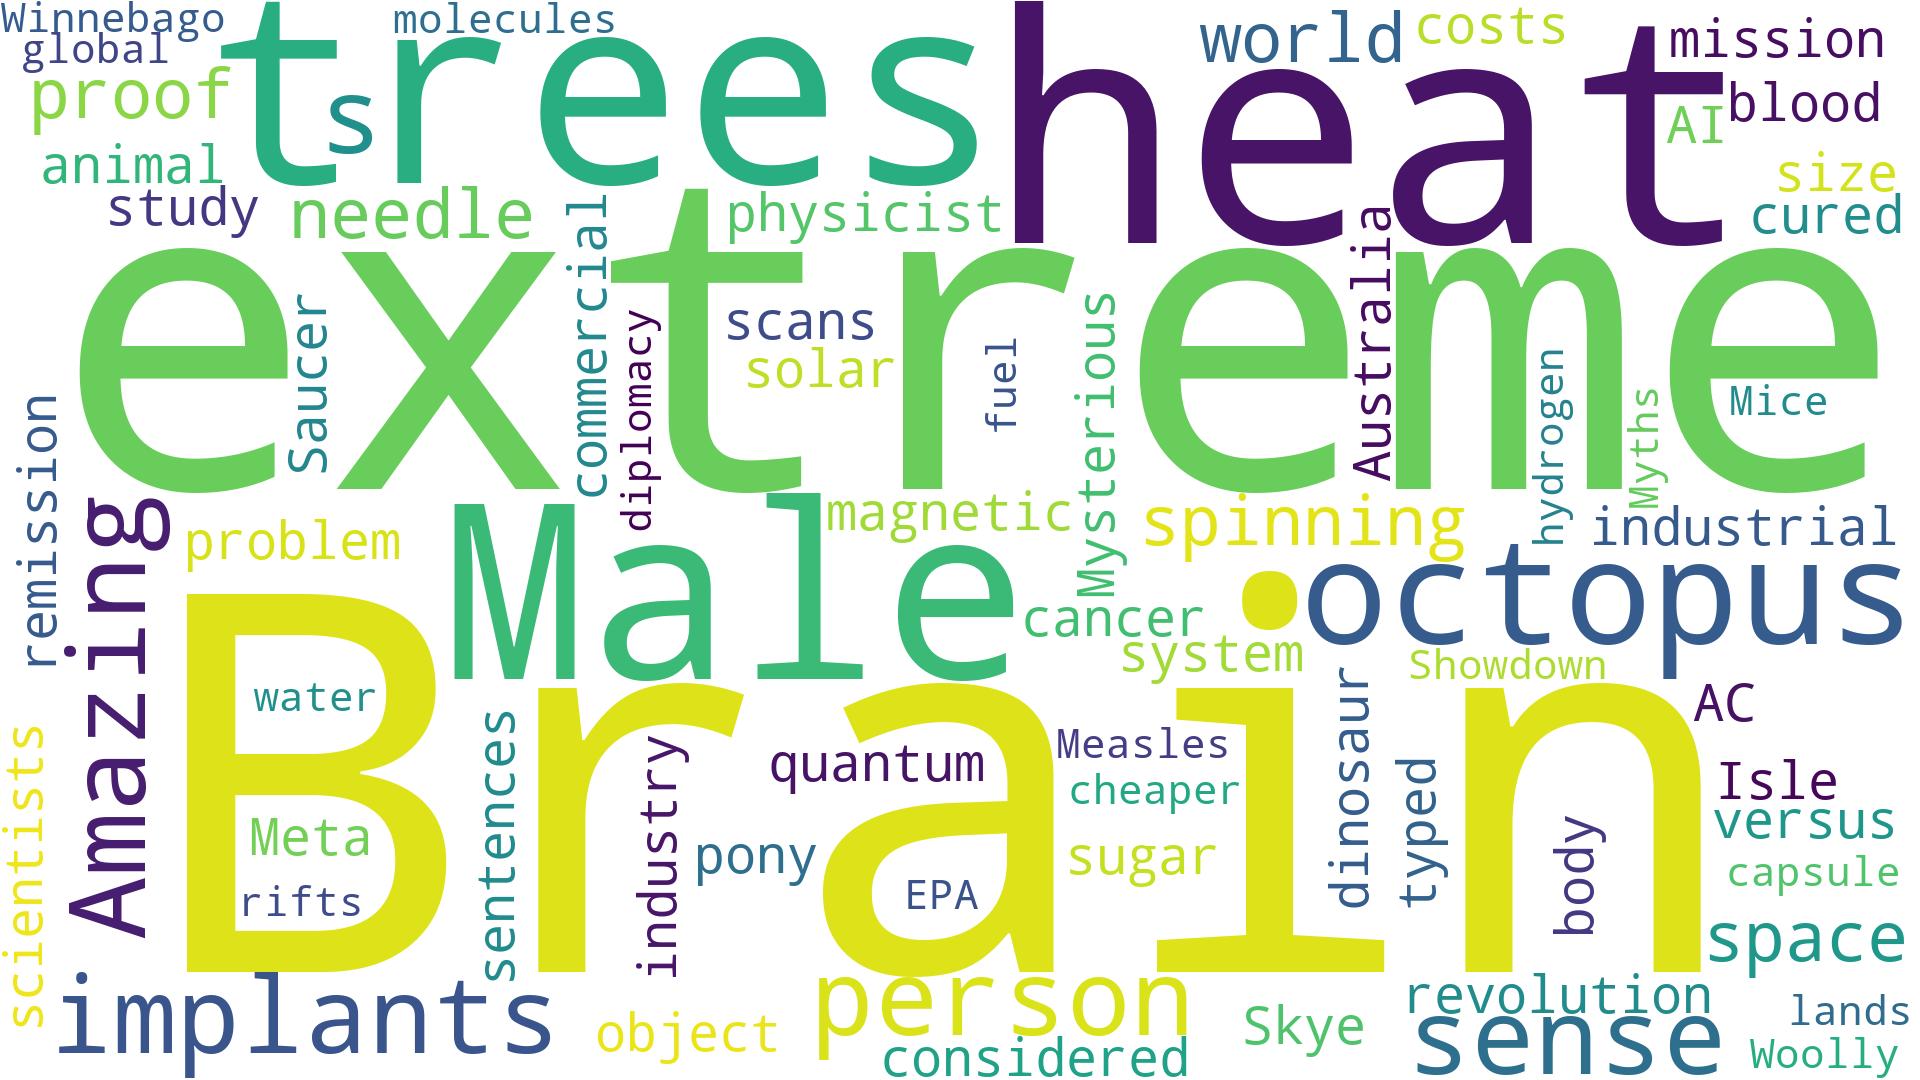 Winnebago
molecules
global
trees
heat
world
costs
mission
proof
s
blood
AI
animal
size
study
needle
physicist
cured
commercial
Australia
extreme
Saucer
diplomacy
scans
solar
fuel
Mysterious
hydrogen
Myths
Mice
remission
Amazing
problem
Male
magnetic
spinning
industrial
octopus
cancer
system
Showdown
Brain
water
AC
scientists
sentences
industry
quantum
Measles
cheaper
dinosaur
typed
Isle
versus
Meta
pony
sugar
body
capsule
rifts
EPA
space
implants
person
revolution
object
considered
Skye
sense
lands
Woolly